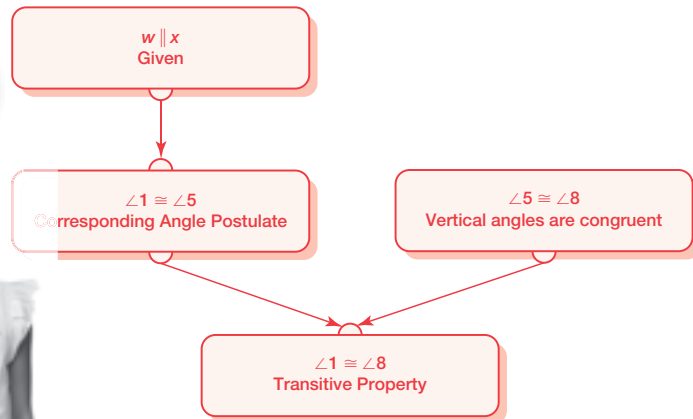 w ∥ x
Given
∠1 ≅ ∠5
Corresponding Angle Postulate
∠5 ≅ ∠8
Vertical angles are congruent
∠1 ≅ ∠8
Transitive Property